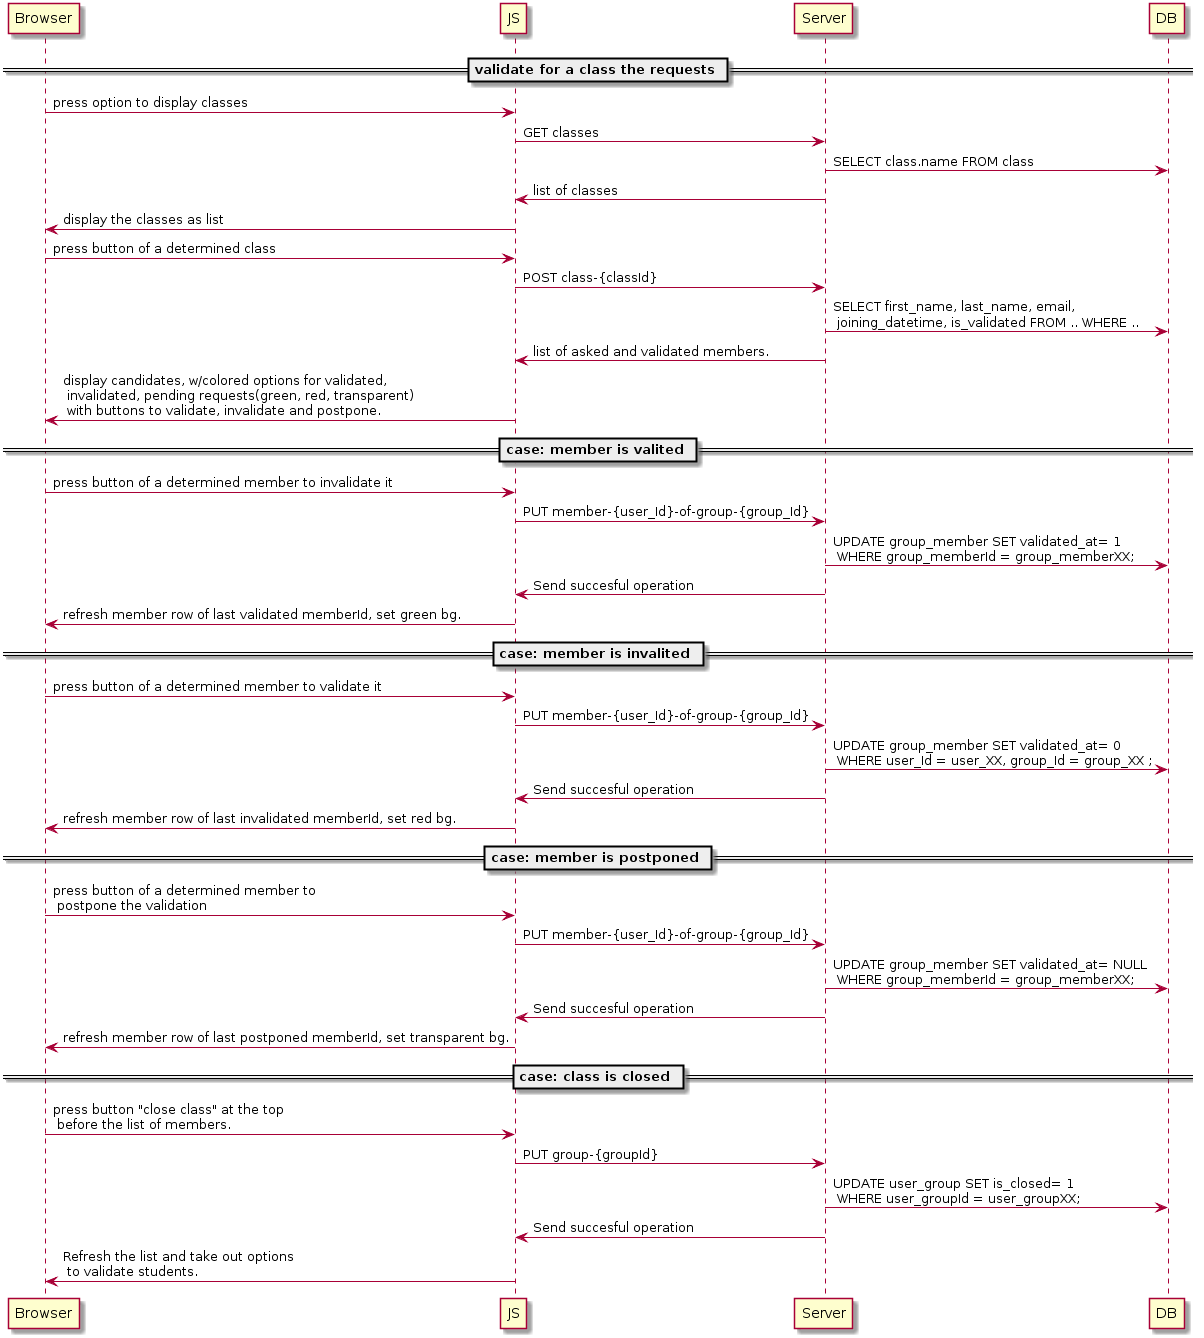 Browser JS Server DB
validate for a class the requests
press option to display classes
GET classes
SELECT class.name FROM class
list of classes
display the classes as list
press button of a determined class
POST class-{classId}
SELECT first_name, last_name, email,
joining_datetime, is_validated FROM .. WHERE ..
list of asked and validated members.
display candidates, w/colored options for validated,
invalidated, pending requests(green, red, transparent)
with buttons to validate, invalidate and postpone.
case: member is valited
press button of a determined member to invalidate it
PUT member-{user_Id}-of-group-{group_Id}
UPDATE group_member SET validated_at= 1
WHERE group_memberId = group_memberXX;
Send succesful operation
refresh member row of last validated memberId, set green bg.
case: member is invalited
press button of a determined member to validate it
PUT member-{user_Id}-of-group-{group_Id}
UPDATE group_member SET validated_at= 0
WHERE user_Id = user_XX, group_Id = group_XX ;
Send succesful operation
refresh member row of last invalidated memberId, set red bg.
case: member is postponed
press button of a determined member to
postpone the validation
PUT member-{user_Id}-of-group-{group_Id}
UPDATE group_member SET validated_at= NULL
WHERE group_memberId = group_memberXX;
Send succesful operation
refresh member row of last postponed memberId, set transparent bg.
case: class is closed
press button "close class" at the top
before the list of members.
PUT group-{groupId}
UPDATE user_group SET is_closed= 1
WHERE user_groupId = user_groupXX;
Send succesful operation
Refresh the list and take out options
to validate students.
Browser JS Server DB